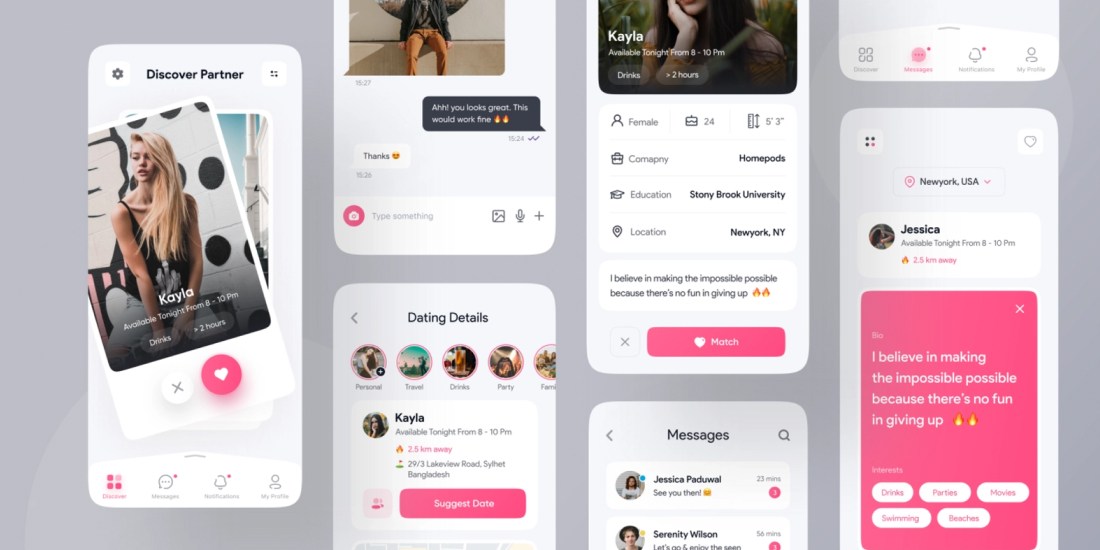 Discover Partner
Kayla
Available Tonight From 8 - 10 Pm
Drinks
> 2 hours
Discover
Messages
Notifications
My Profile
15:27
Ahh! you looks great. This
would work fine 🔥🔥
15:24
Thanks 😍
15:26
Type something
Dating Details
Personal
Travel
Drinks
Party
Fami
Kayla
Available Tonight From 8 - 10 Pm
🔥 2.5 km away
⛳ 29/3 Lakeview Road, Sylhet
Bangladesh
Suggest Date
Kayla
Available Tonight From 8 - 10 Pm
Drinks
> 2 hours
Female
24
5' 3"
Comapny
Homepods
Education
Stony Brook University
Location
Newyork, NY
I believe in making the impossible possible
because there's no fun in giving up 🔥🔥
Match
Messages
Jessica Paduwal
23 mins
See you then! 😊
3
Serenity Wilson
56 mins
Let's go & enjoy the seen
3
Discover
Messages
Notifications
My Profile
Newyork, USA
Jessica
Available Tonight From 8 - 10 Pm
🔥 2.5 km away
Bio
I believe in making
the impossible possible
because there's no fun
in giving up 🔥🔥
Interests
Drinks
Parties
Movies
Swimming
Beaches